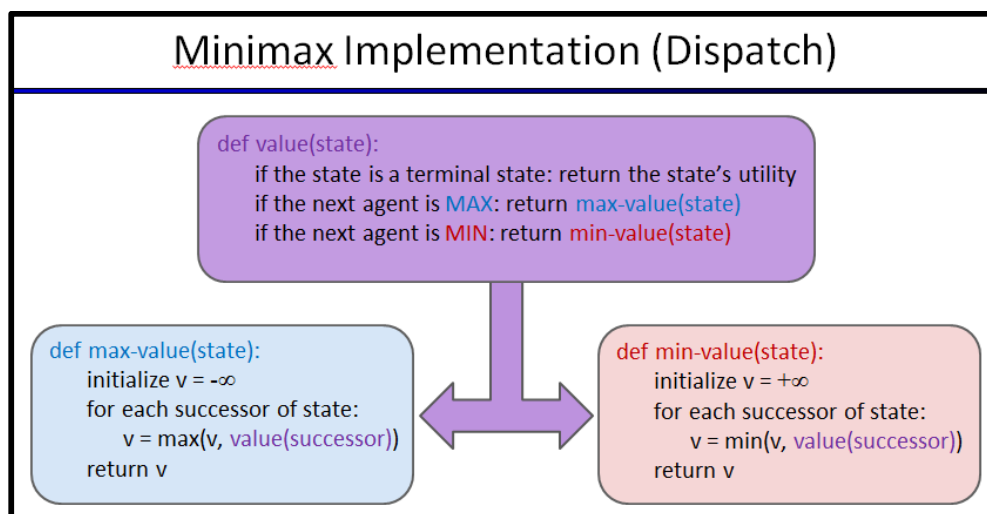 Minimax Implementation (Dispatch)
def value(state):
if the state is a terminal state: return the state’s utility
if the next agent is MAX: return max-value(state)
if the next agent is MIN: return min-value(state)
def max-value(state):
initialize v = -∞
for each successor of state:
v = max(v, value(successor))
return v
def min-value(state):
initialize v = +∞
for each successor of state:
v = min(v, value(successor))
return v